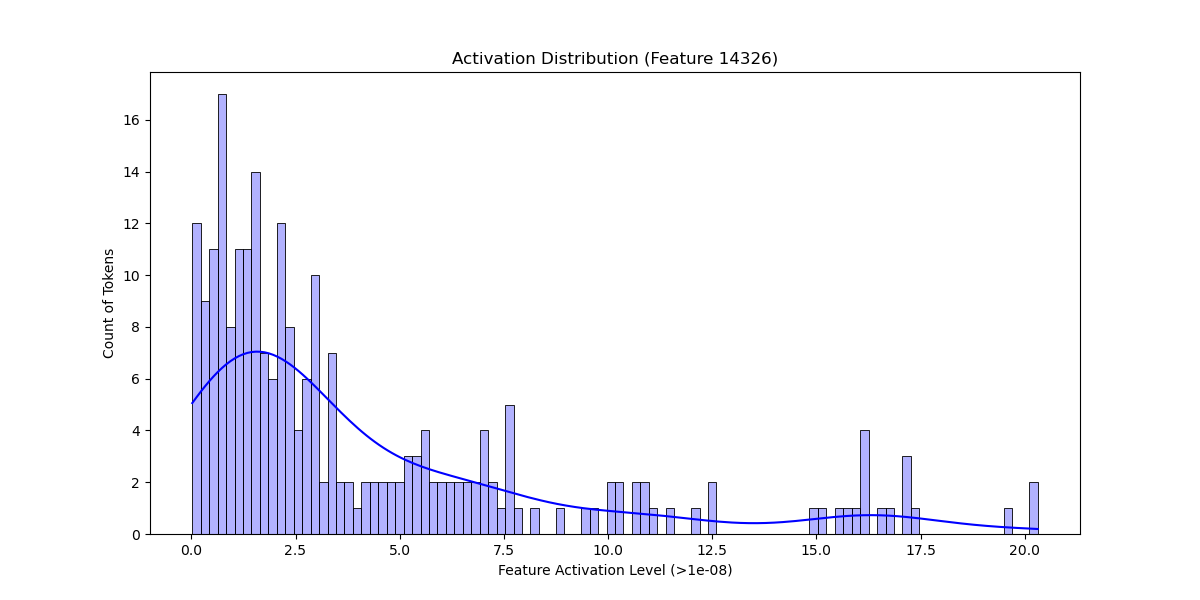 Activation Distribution (Feature 14326)
16
14
12
10
8
6
4
2
0
Count of Tokens
0.0 2.5 5.0 7.5 10.0 12.5 15.0 17.5 20.0
Feature Activation Level (>1e-08)